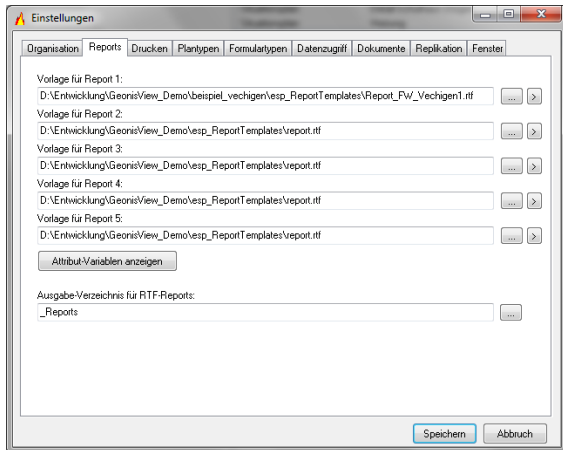 Einstellungen
Organisation Reports Drucken Plantypen Formulartypen Datenzugriff Dokumente Replikation Fenster
Vorlage für Report 1:
D:\Entwicklung\GeonisView_Demo\beispiel_vechigen\esp_ReportTemplates\Report_FW_Vechigen1.rtf ... >
Vorlage für Report 2:
D:\Entwicklung\GeonisView_Demo\esp_ReportTemplates\report.rtf ... >
Vorlage für Report 3:
D:\Entwicklung\GeonisView_Demo\esp_ReportTemplates\report.rtf ... >
Vorlage für Report 4:
D:\Entwicklung\GeonisView_Demo\esp_ReportTemplates\report.rtf ... >
Vorlage für Report 5:
D:\Entwicklung\GeonisView_Demo\esp_ReportTemplates\report.rtf ... >
Attribut-Variablen anzeigen
Ausgabe-Verzeichnis für RTF-Reports:
_Reports ...
Speichern Abbruch